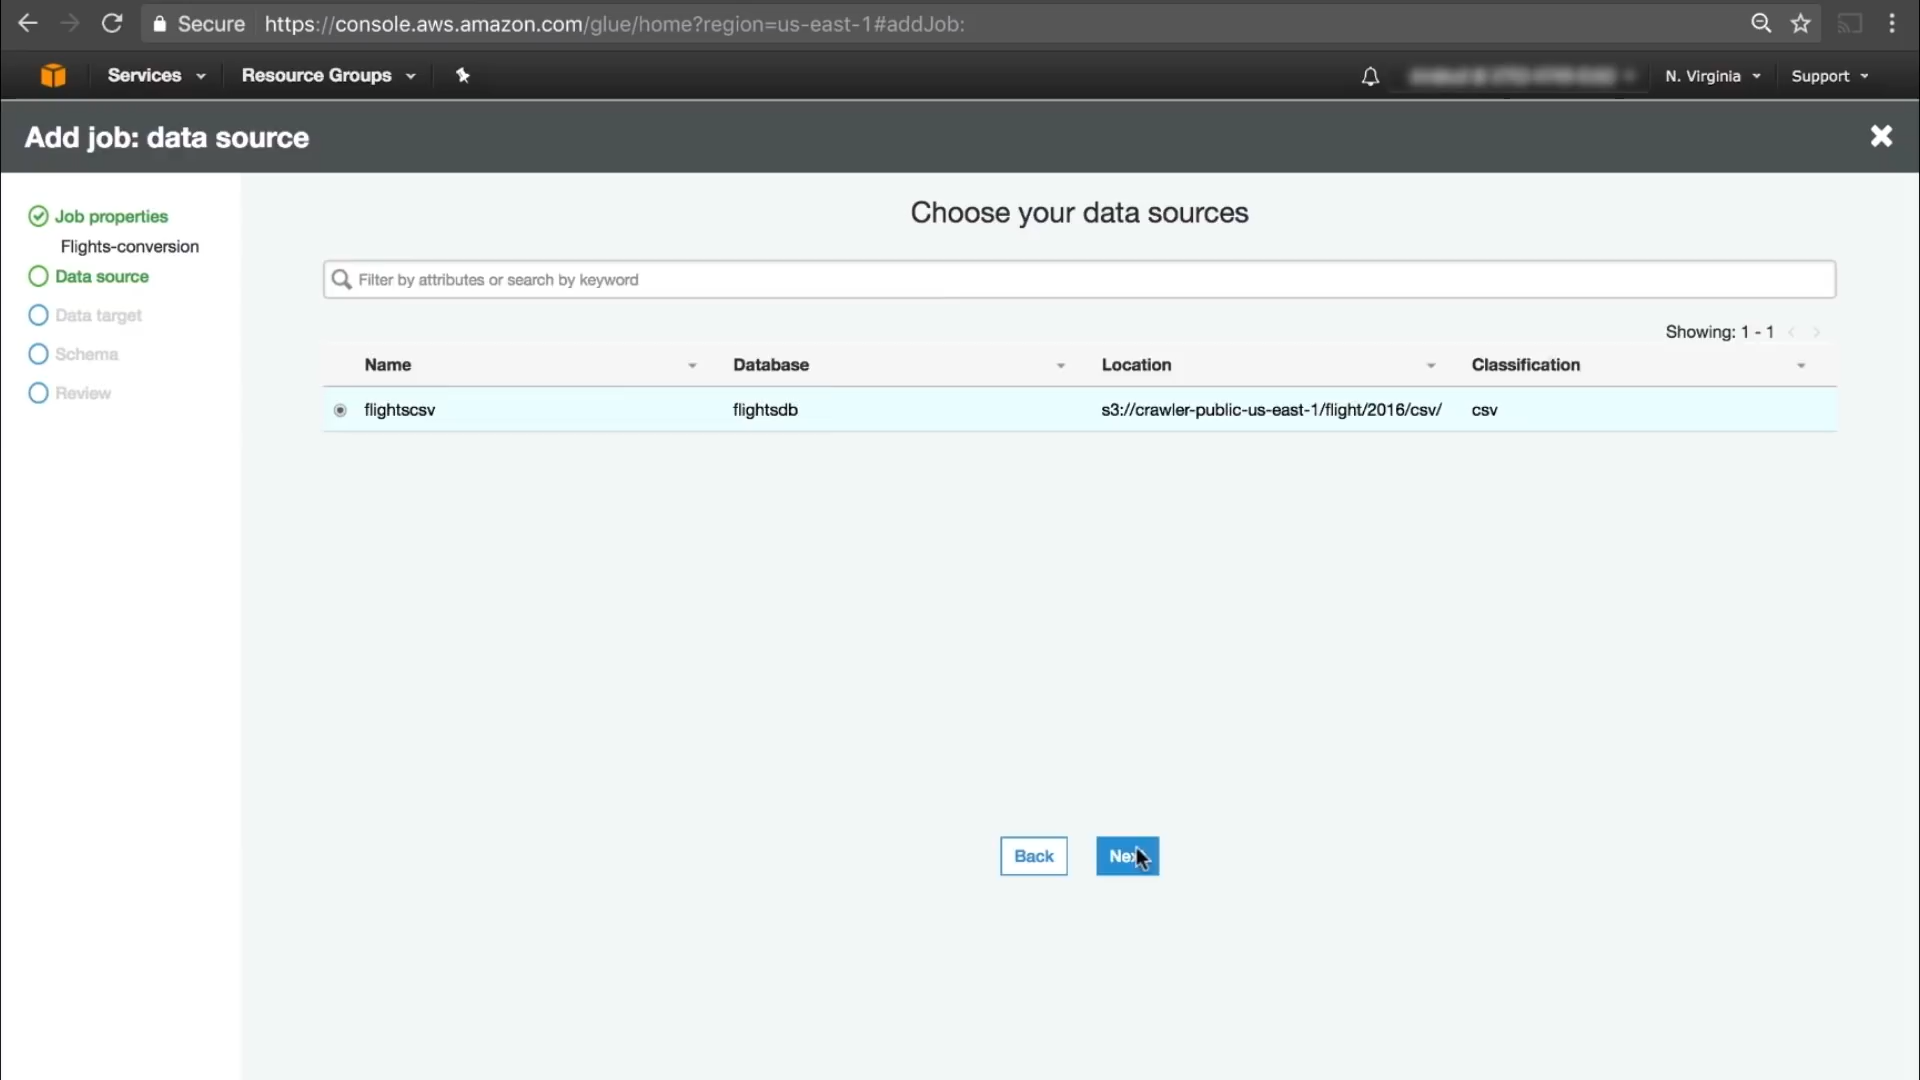 Secure https://console.aws.amazon.com/glue/home?region=us-east-1#addJob:
Services Resource Groups N. Virginia Support
Add job: data source
Job properties
Flights-conversion
Data source
Data target
Schema
Review
Choose your data sources
Filter by attributes or search by keyword
Showing: 1 - 1
Name Database Location Classification
flightscsv flightsdb s3://crawler-public-us-east-1/flight/2016/csv/ csv
Back Next